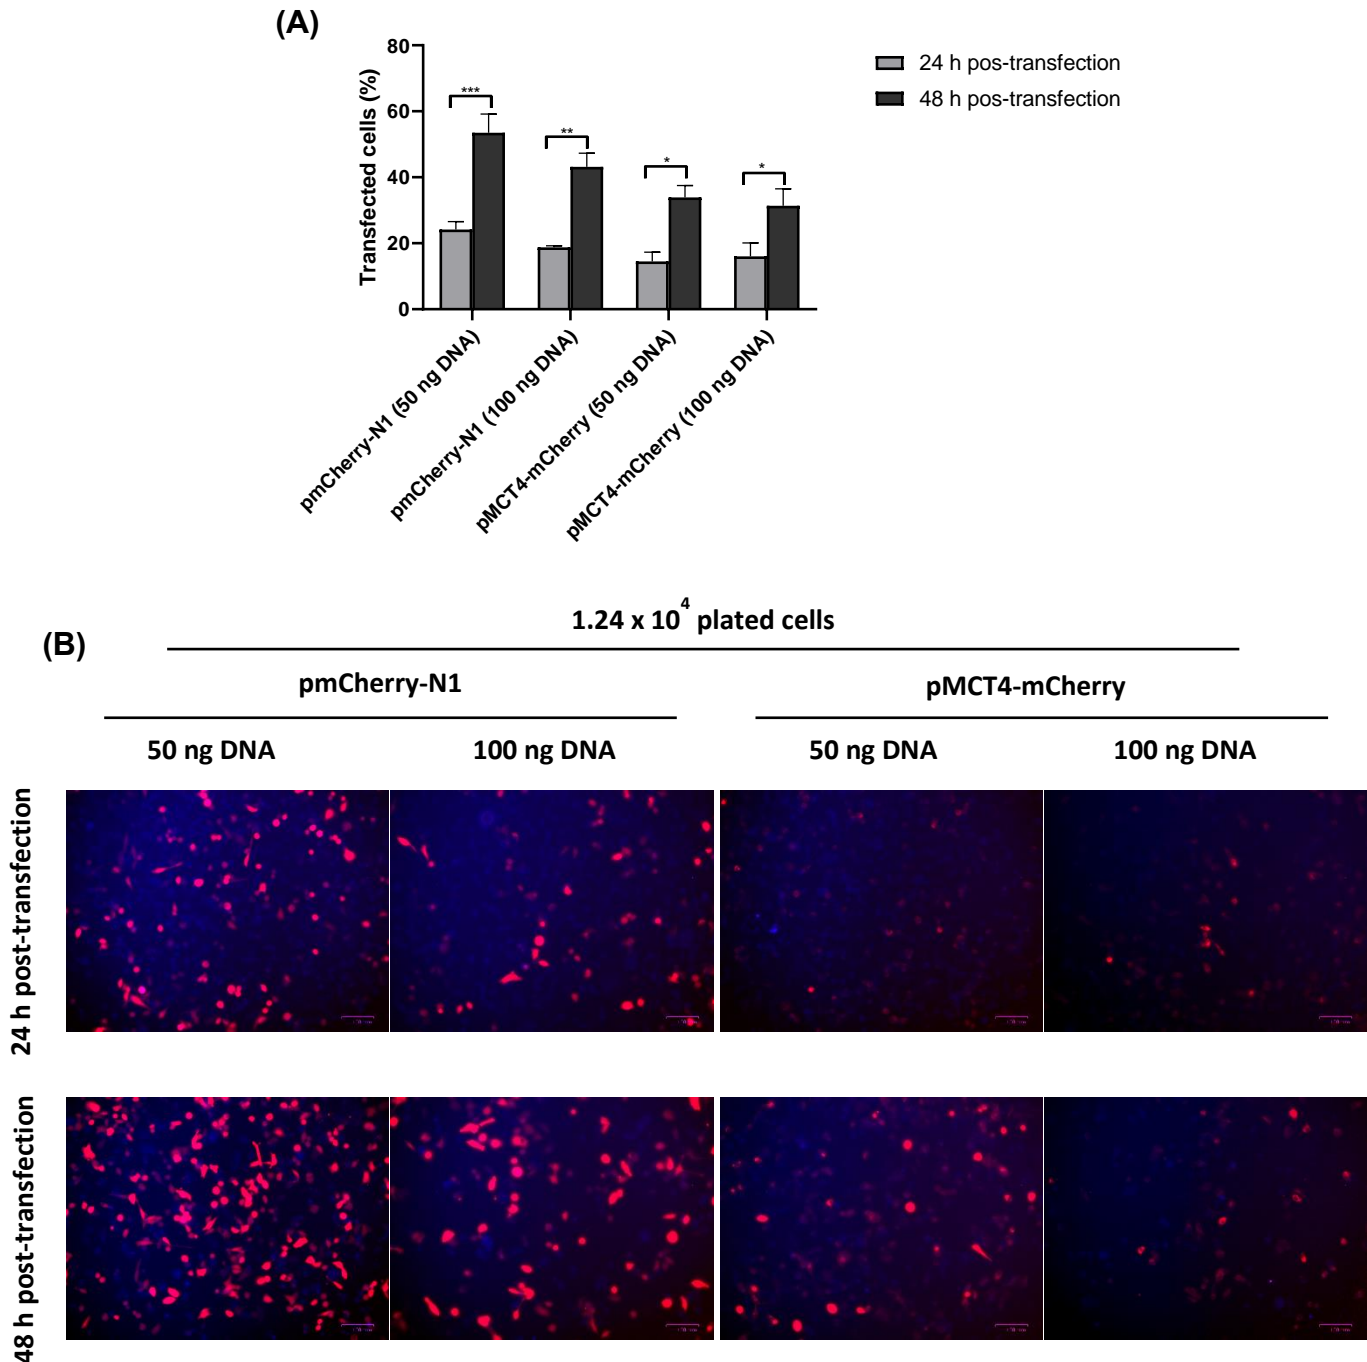 (A)
80
60
40
20
0
Transfected cells (%)
***
**
*
*
24 h pos-transfection
48 h pos-transfection
pmCherry-N1 (50 ng DNA)
pmCherry-N1 (100 ng DNA)
pMCT4-mCherry (50 ng DNA)
pMCT4-mCherry (100 ng DNA)
(B)
1.24 x 10⁴ plated cells
pmCherry-N1
pMCT4-mCherry
50 ng DNA
100 ng DNA
50 ng DNA
100 ng DNA
24 h post-transfection
48 h post-transfection